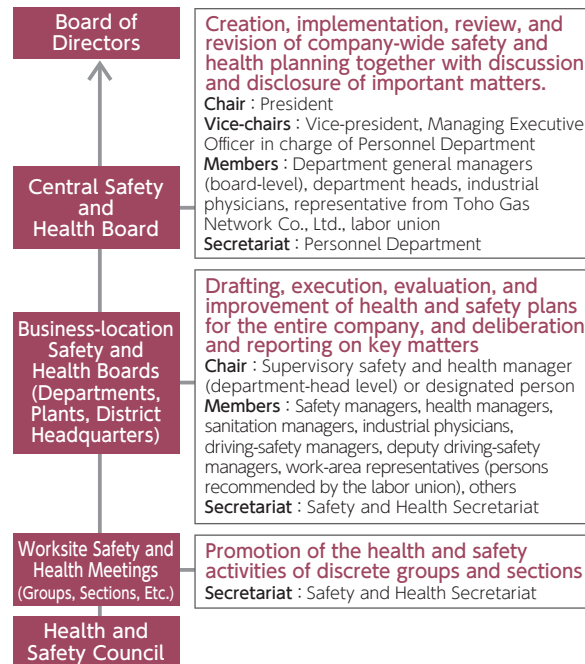 Board of
Directors
Creation, implementation, review, and
revision of company-wide safety and
health planning together with discussion
and disclosure of important matters.
Chair : President
Vice-chairs : Vice-president, Managing Executive
Officer in charge of Personnel Department
Members : Department general managers
(board-level), department heads, industrial
physicians, representative from Toho Gas
Network Co., Ltd., labor union
Secretariat : Personnel Department
Central Safety
and
Health Board
Drafting, execution, evaluation, and
improvement of health and safety plans
for the entire company, and deliberation
and reporting on key matters
Chair : Supervisory safety and health manager
(department-head level) or designated person
Members : Safety managers, health managers,
sanitation managers, industrial physicians,
driving-safety managers, deputy driving-safety
managers, work-area representatives (persons
recommended by the labor union), others
Secretariat : Safety and Health Secretariat
Business-location
Safety and
Health Boards
(Departments,
Plants, District
Headquarters)
Worksite Safety and
Health Meetings
(Groups, Sections, Etc.)
Promotion of the health and safety
activities of discrete groups and sections
Secretariat : Safety and Health Secretariat
Health and
Safety Council